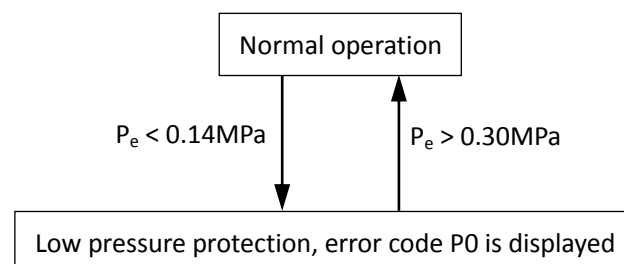 Normal operation
Pₑ < 0.14MPa
Pₑ > 0.30MPa
Low pressure protection, error code P0 is displayed